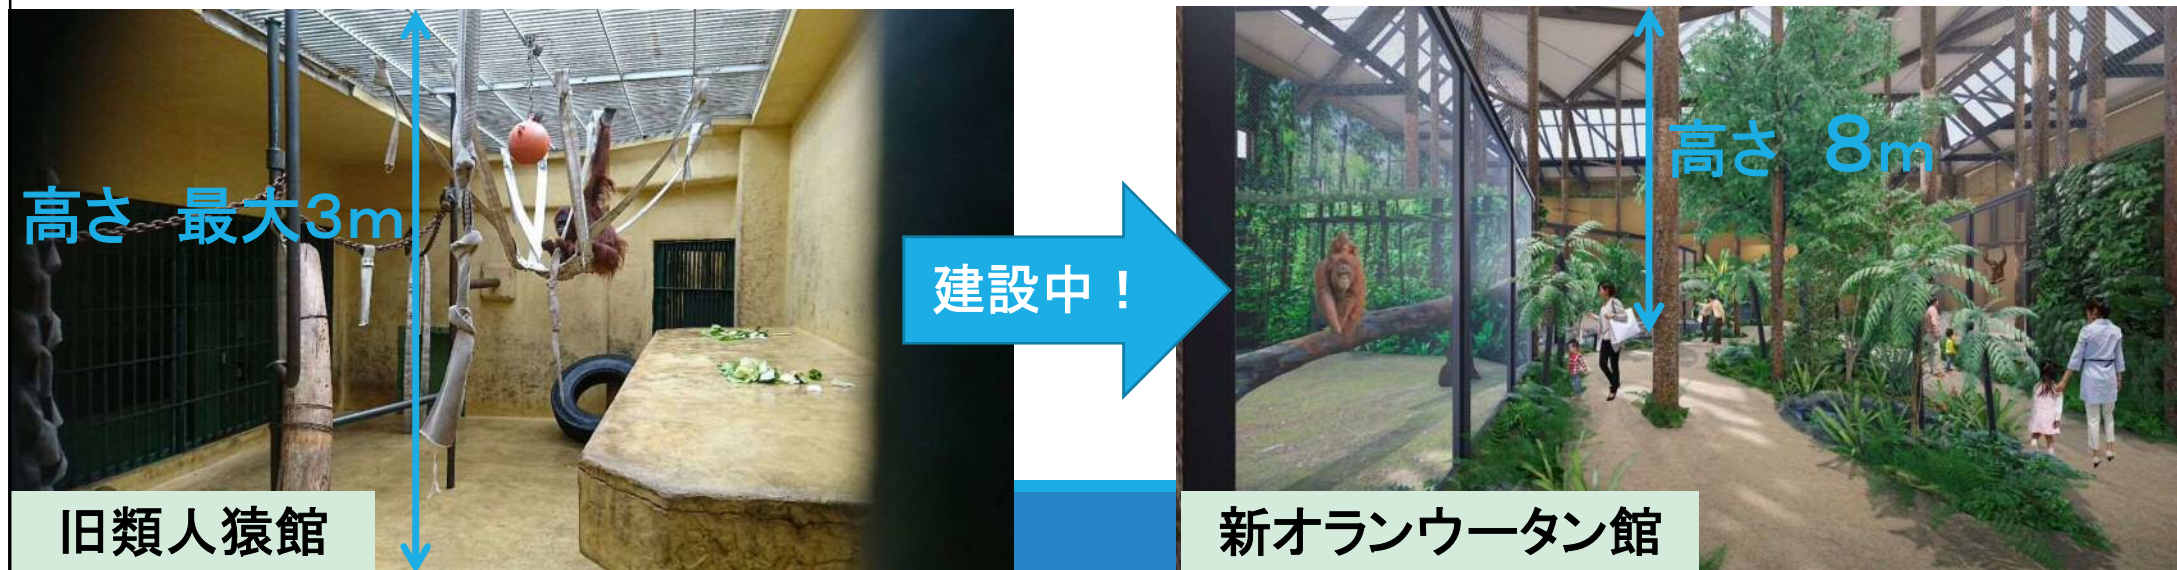 高さ 最大3m
旧類人猿館
建設中!
高さ 8m
新オランウータン館